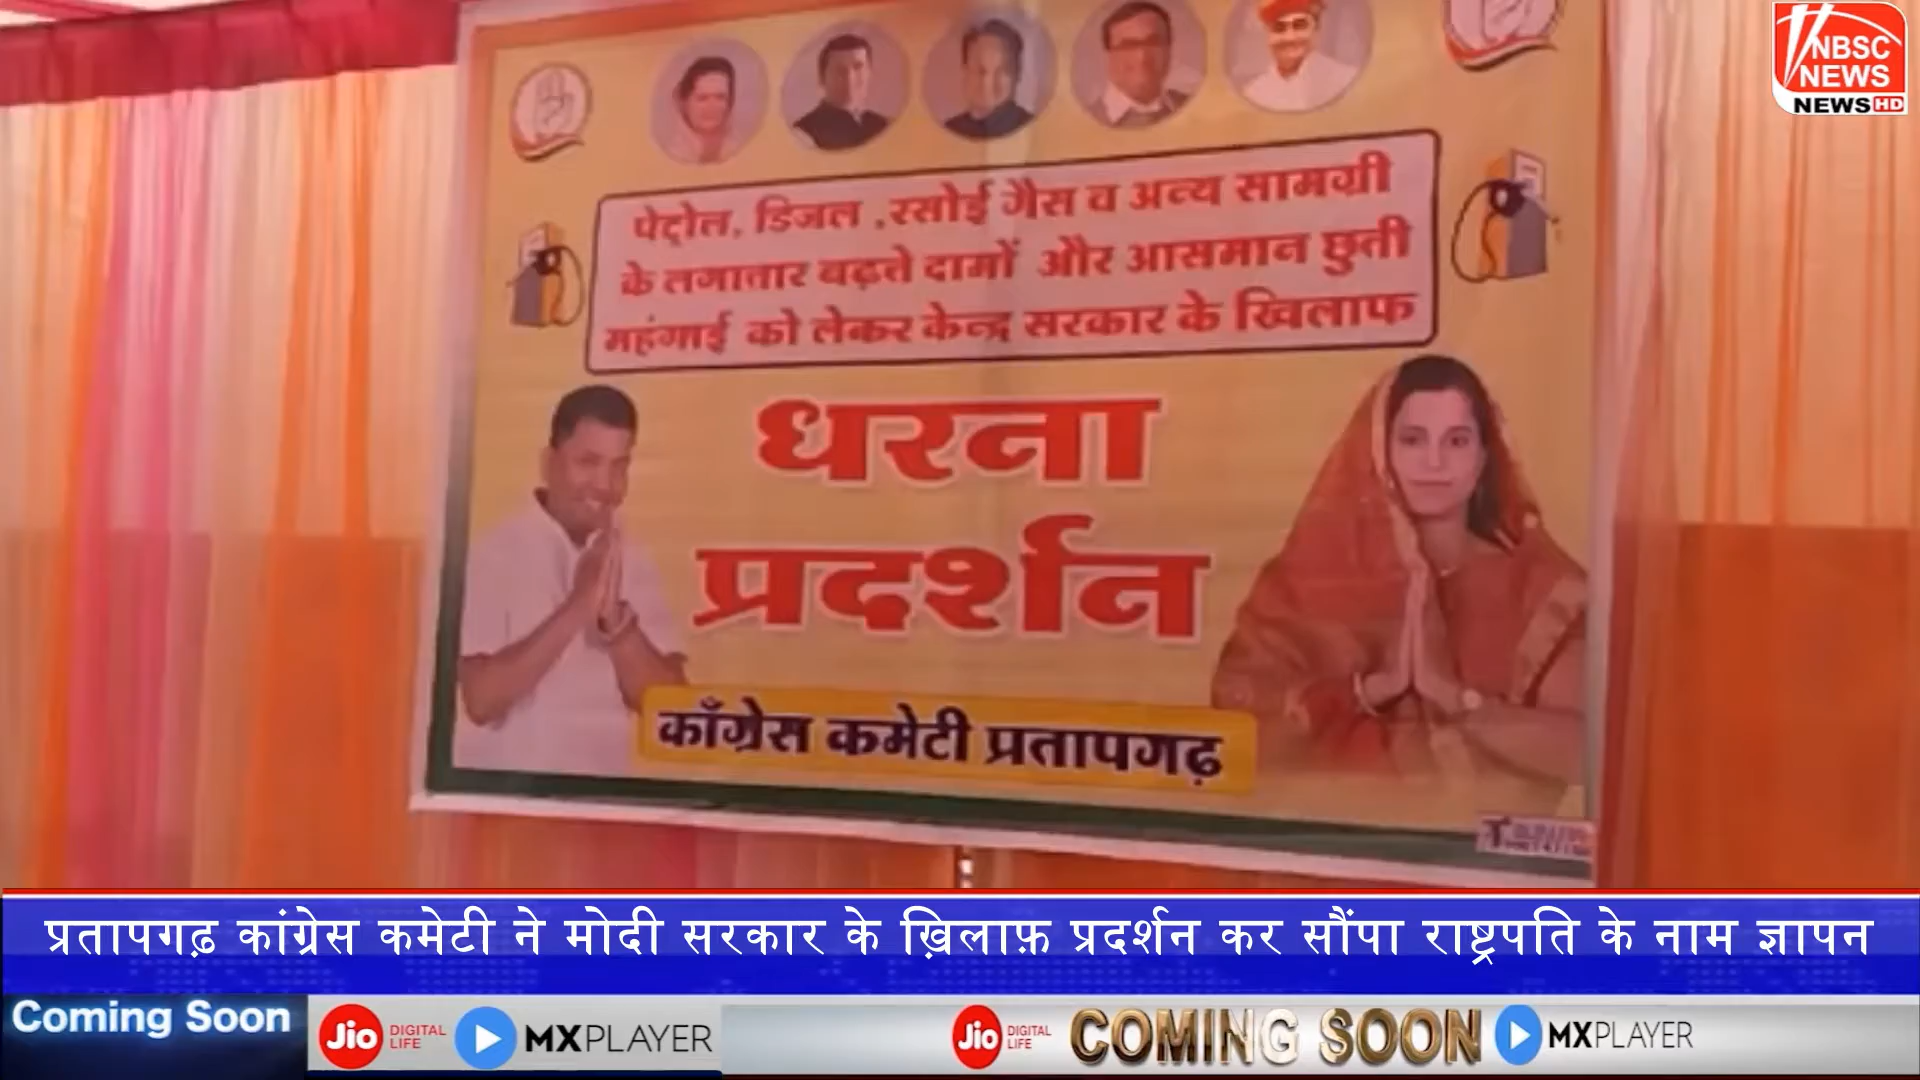 NBSC
NEWS
NEWS HD
पेट्रोल, डिजल ,रसोई गैस व अन्य सामग्री
के लगातार बढ़ते दामों और आसमान छुती
महंगाई को लेकर केन्द्र सरकार के खिलाफ
धरना
प्रदर्शन
काँग्रेस कमेटी प्रतापगढ़
प्रतापगढ़ कांग्रेस कमेटी ने मोदी सरकार के ख़िलाफ़ प्रदर्शन कर सौंपा राष्ट्रपति के नाम ज्ञापन
Coming Soon Jio DIGITAL LIFE MXPLAYER Jio DIGITAL LIFE COMING SOON MXPLAYER